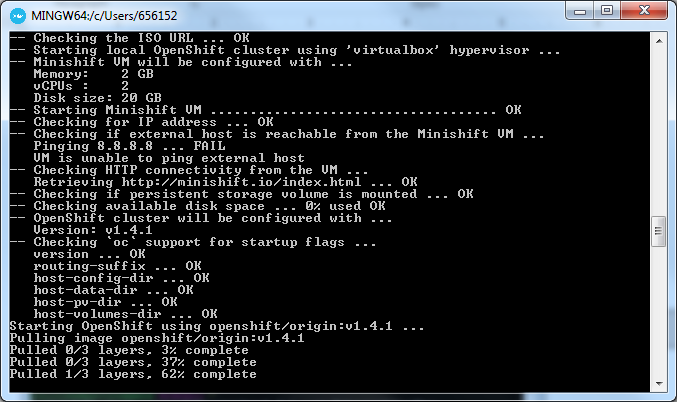 MINGW64:/c/Users/656152
-- Checking the ISO URL ... OK
-- Starting local OpenShift cluster using 'virtualbox' hypervisor ...
-- Minishift VM will be configured with ...
   Memory:    2 GB
   vCPUs :    2
   Disk size: 20 GB
-- Starting Minishift VM .................................... OK
-- Checking for IP address ... OK
-- Checking if external host is reachable from the Minishift VM ...
   Pinging 8.8.8.8 ... FAIL
   VM is unable to ping external host
-- Checking HTTP connectivity from the VM ...
   Retrieving http://minishift.io/index.html ... OK
-- Checking if persistent storage volume is mounted ... OK
-- Checking available disk space ... 0% used OK
-- OpenShift cluster will be configured with ...
   Version: v1.4.1
-- Checking `oc` support for startup flags ...
   version ... OK
   routing-suffix ... OK
   host-config-dir ... OK
   host-data-dir ... OK
   host-pv-dir ... OK
   host-volumes-dir ... OK
Starting OpenShift using openshift/origin:v1.4.1 ...
Pulling image openshift/origin:v1.4.1
Pulled 0/3 layers, 3% complete
Pulled 0/3 layers, 37% complete
Pulled 1/3 layers, 62% complete